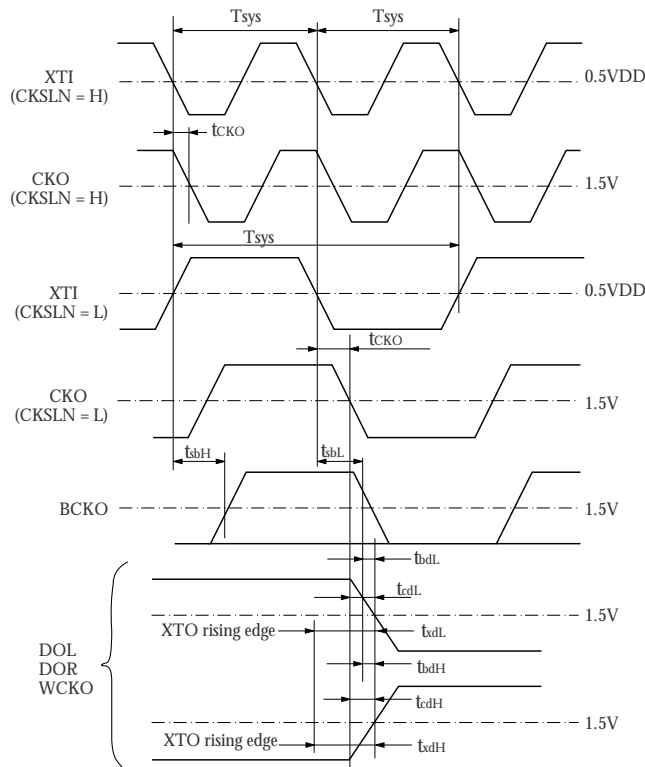 Tsys Tsys
XTI
(CKSLN = H)
0.5VDD
tCKO
CKO
(CKSLN = H)
1.5V
Tsys
XTI
(CKSLN = L)
0.5VDD
tCKO
CKO
(CKSLN = L)
1.5V
tsbH tsbL
BCKO
1.5V
tbdL
tcdL
1.5V
XTO rising edge
txdL
DOL
DOR
WCKO
tbdH
tcdH
1.5V
XTO rising edge
txdH